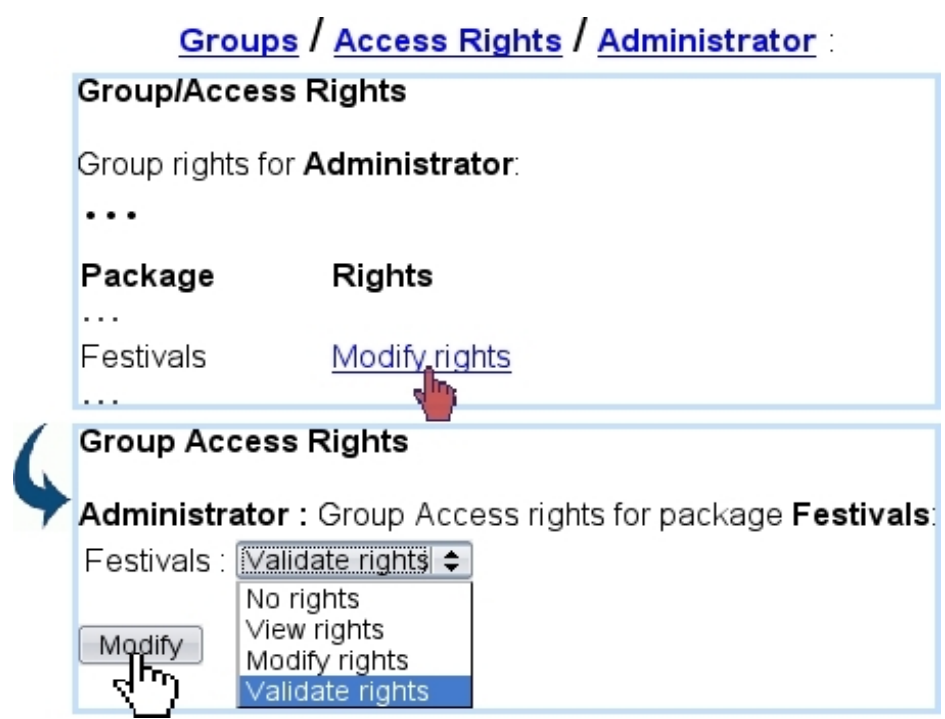 Groups / Access Rights / Administrator :
Group/Access Rights
Group rights for Administrator:
...
Package Rights
...
Festivals Modify rights
...
Group Access Rights
Administrator : Group Access rights for package Festivals:
Festivals : Validate rights
No rights
View rights
Modify rights
Validate rights
Modify